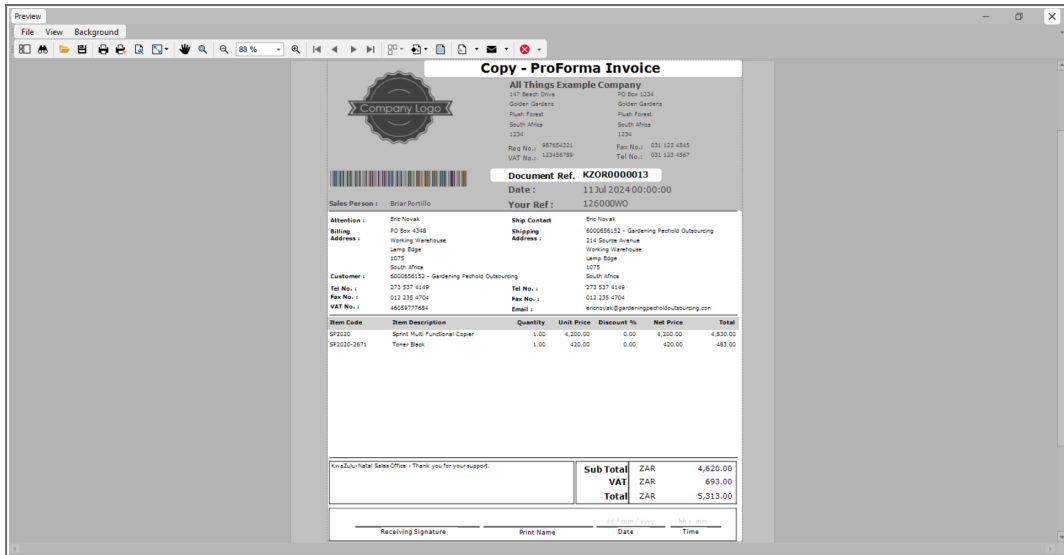 Preview
File View Background
88 %
Copy - ProForma Invoice
Company Logo
All Things Example Company
147 Beach Drive PO Box 1234
Golden Gardens Golden Gardens
Plush Forest Plush Forest
South Africa South Africa
1234 1234
Reg No.: 987654321 Fax No.: 031 123 4545
VAT No.: 123456789 Tel No.: 031 123 4567
Document Ref. KZOR0000013
Date : 11 Jul 2024 00:00:00
Sales Person : Briar Portillo Your Ref : 126000WO
Attention : Eric Novak Ship Contact Eric Novak
Billing Address : PO Box 4348 Shipping Address : 6000656152 - Gardening Pechold Outsourcing
Working Warehouse 214 Source Avenue
Lamp Edge Working Warehouse
1075 Lamp Edge
South Africa 1075
Customer : 6000656152 - Gardening Pechold Outsourcing South Africa
Tel No. : 273 537 4149 Tel No. : 273 537 4149
Fax No. : 012 235 4704 Fax No. : 012 235 4704
VAT No. : 46059777684 Email : ericnovak@gardeningpecholdoutsourcing.con
Item Code Item Description Quantity Unit Price Discount % Net Price Total
SP2020 Sprint Multi Functional Copier 1.00 4,200.00 0.00 4,200.00 4,830.00
SP2020-2671 Toner Black 1.00 420.00 0.00 420.00 483.00
KwaZulu-Natal Sales Office - Thank you for your support.
Sub Total ZAR 4,620.00
VAT ZAR 693.00
Total ZAR 5,313.00
dd / mm / yyyy hh : mm
Receiving Signature Print Name Date Time